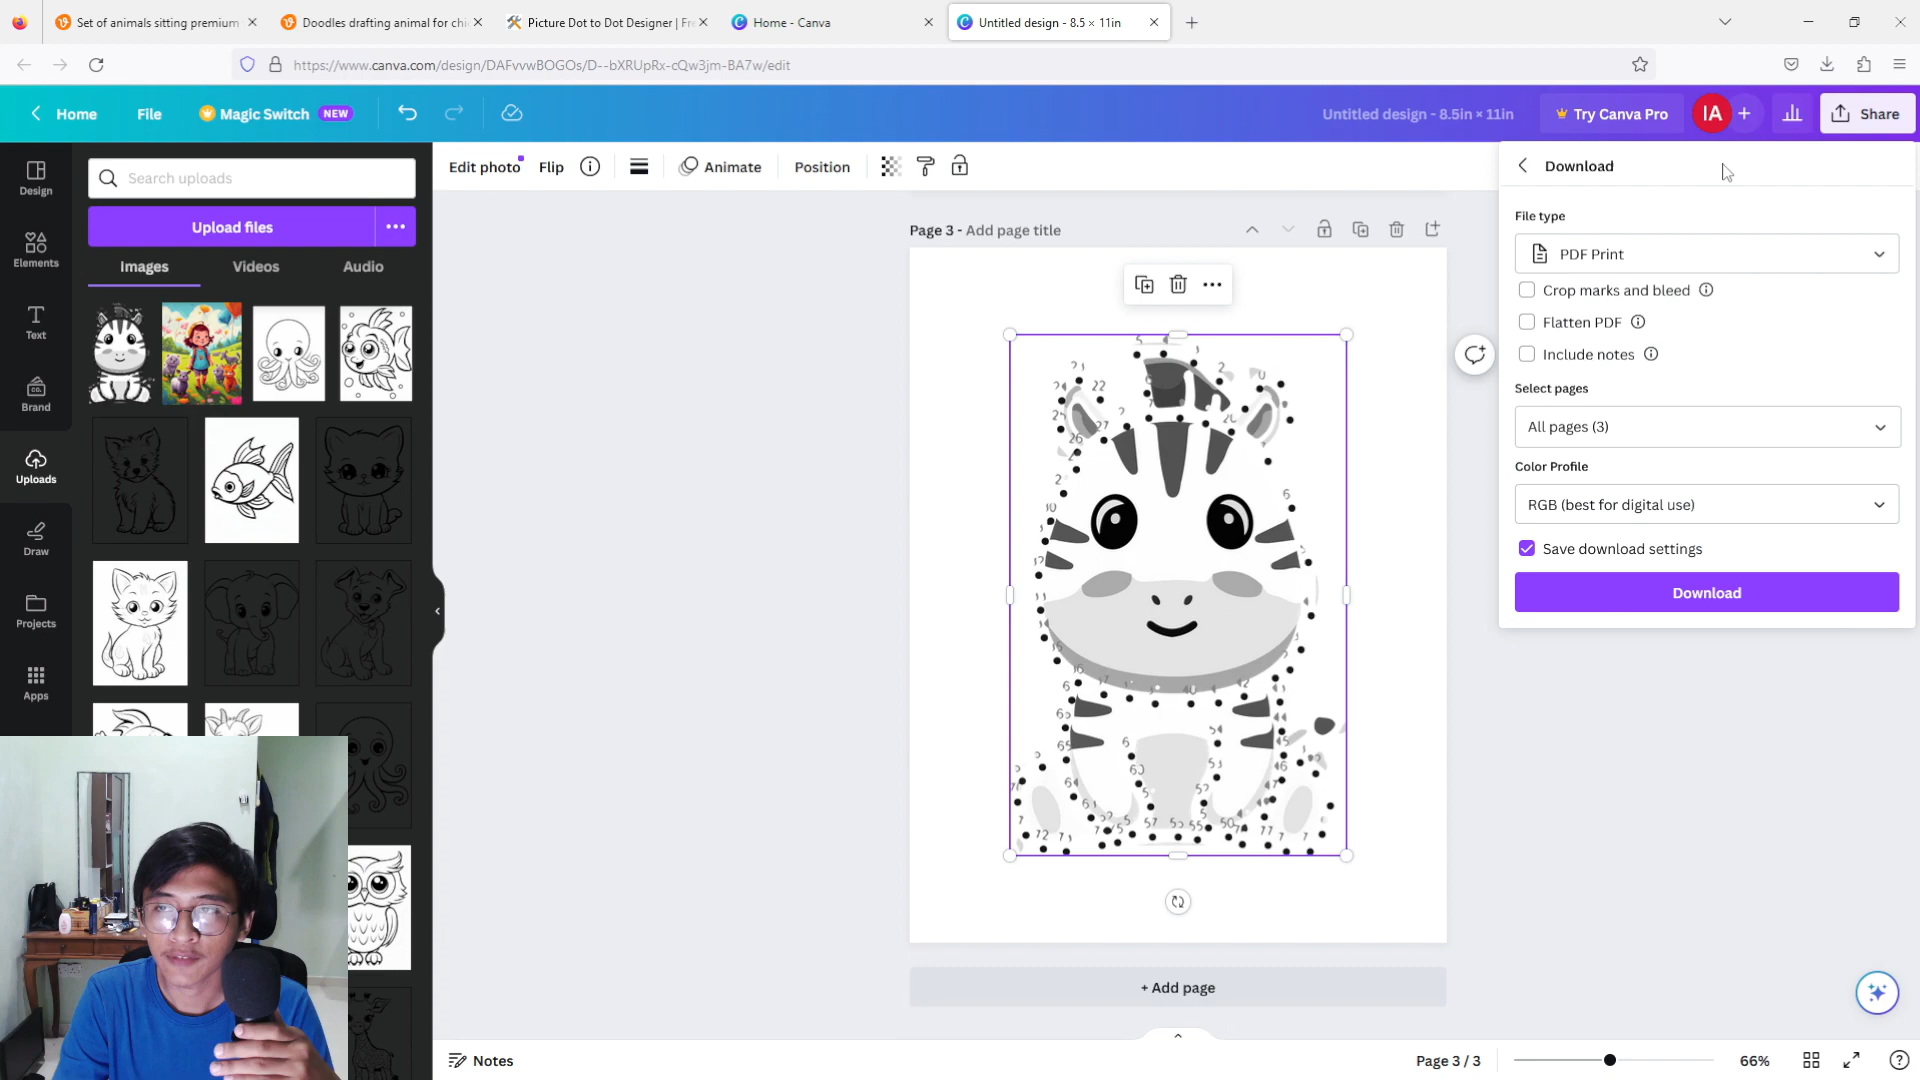 Set of animals sitting premium
Doodles drafting animal for chi
Picture Dot to Dot Designer | Fre
Home - Canva
Untitled design - 8.5 × 11in
https://www.canva.com/design/DAFvvwBOGOs/D--bXRUpRx-cQw3jm-BA7w/edit
Home
File
Magic Switch NEW
Untitled design - 8.5in × 11in
Try Canva Pro
IA
Share
Design
Elements
Text
Brand
Uploads
Draw
Projects
Apps
Search uploads
Upload files
Images Videos Audio
Edit photo Flip Animate Position
Page 3 - Add page title
+ Add page
Download
File type
PDF Print
Crop marks and bleed
Flatten PDF
Include notes
Select pages
All pages (3)
Color Profile
RGB (best for digital use)
Save download settings
Download
Notes
Page 3 / 3
66%